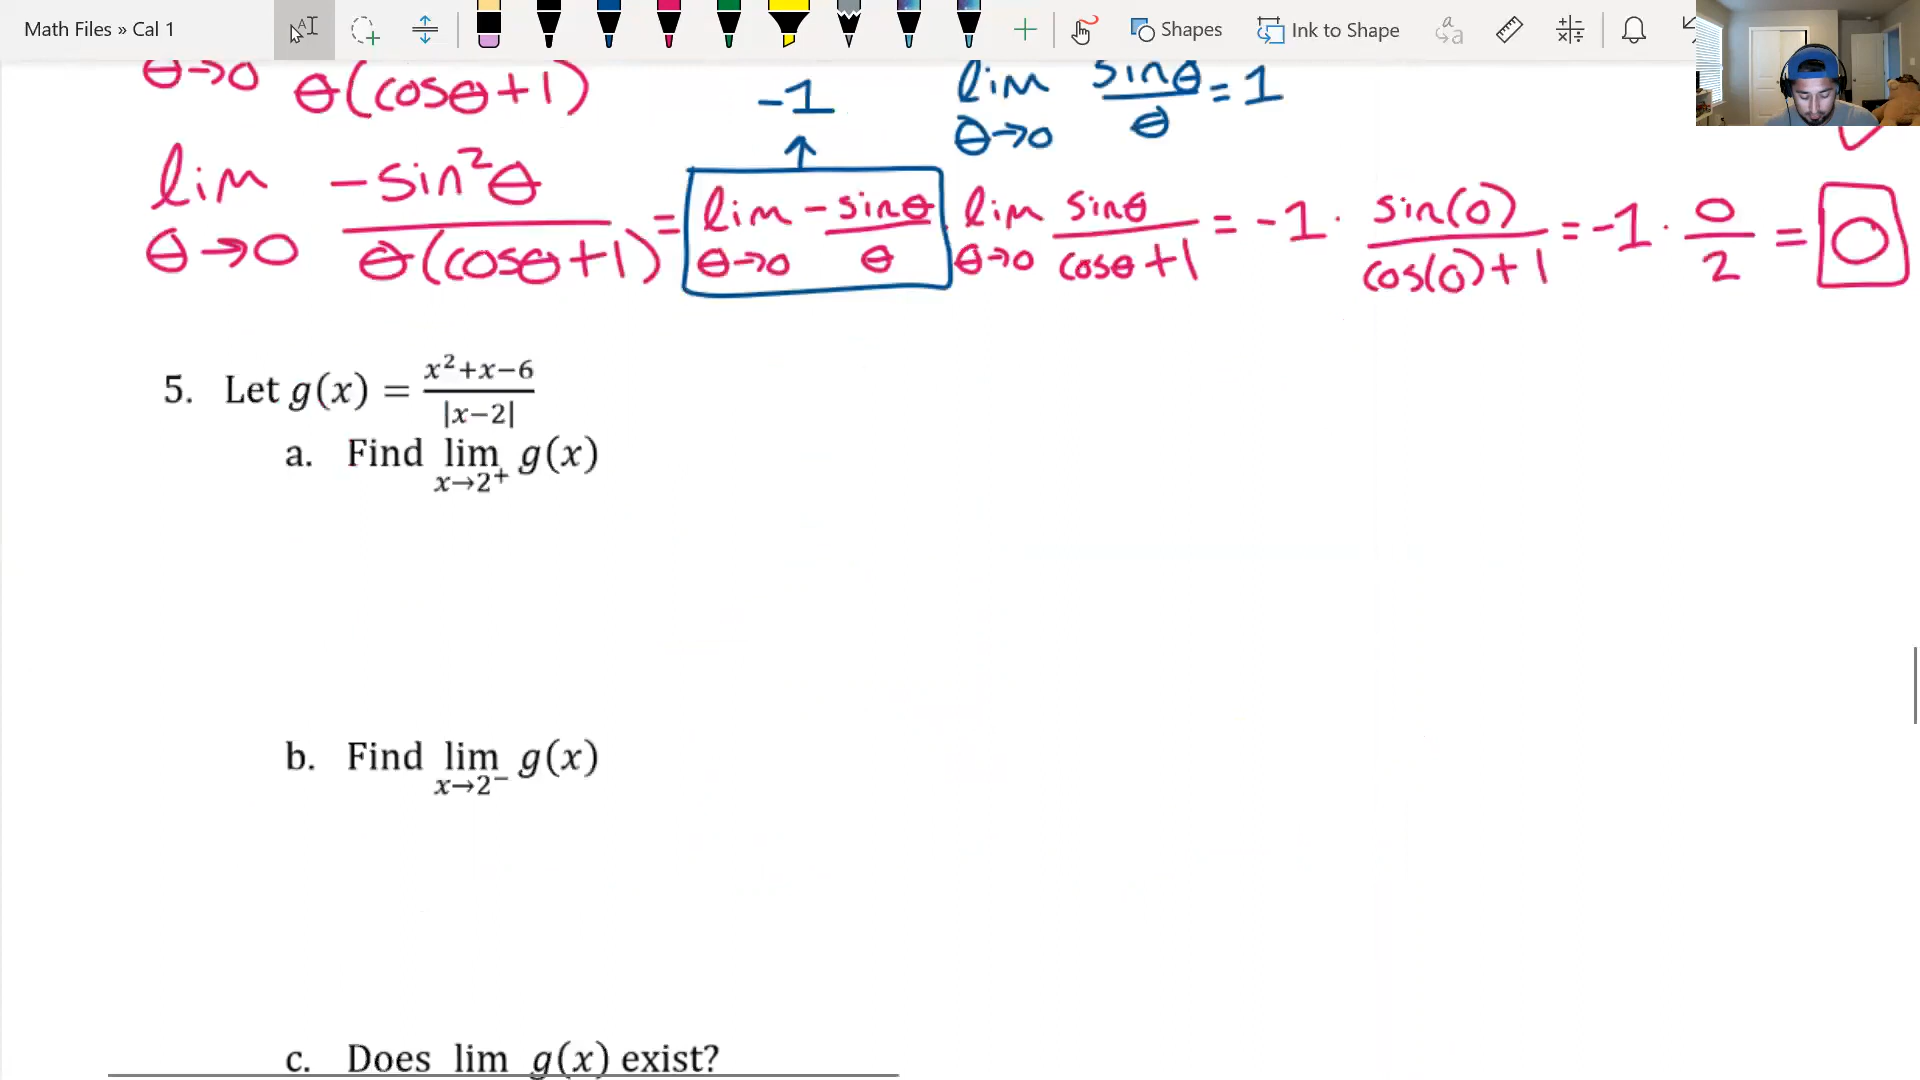 Math Files » Cal 1
Shapes
Ink to Shape
θ→0 θ(cosθ+1)
-1
lim sinθ/θ = 1
θ→0
lim -sin²θ/θ(cosθ+1) = lim -sinθ/θ · lim sinθ/cosθ+1 = -1 · sin(0)/cos(0)+1 = -1 · 0/2 = 0
θ→0 θ→0 θ→0
5. Let g(x) = x²+x−6/|x−2|
a. Find lim g(x)
x→2⁺
b. Find lim g(x)
x→2⁻
c. Does lim g(x) exist?